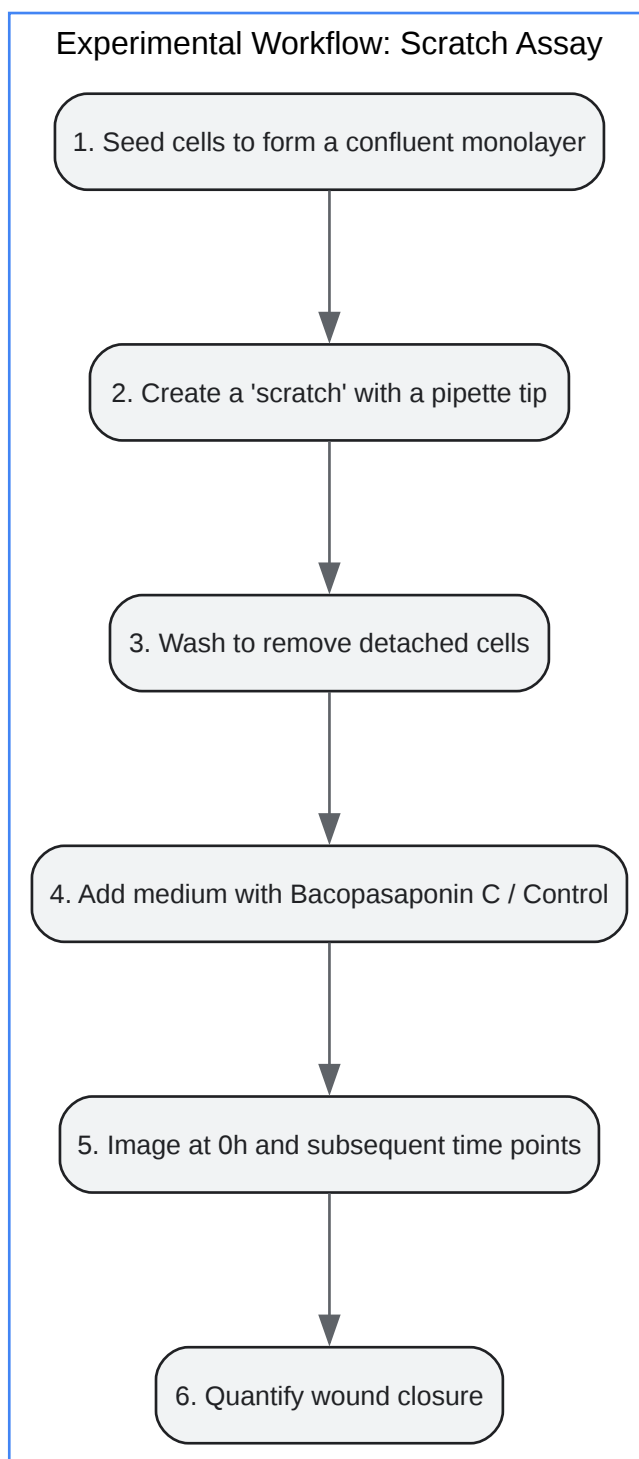 Experimental Workflow: Scratch Assay
1. Seed cells to form a confluent monolayer
2. Create a 'scratch' with a pipette tip
3. Wash to remove detached cells
4. Add medium with Bacopasaponin C / Control
5. Image at 0h and subsequent time points
6. Quantify wound closure